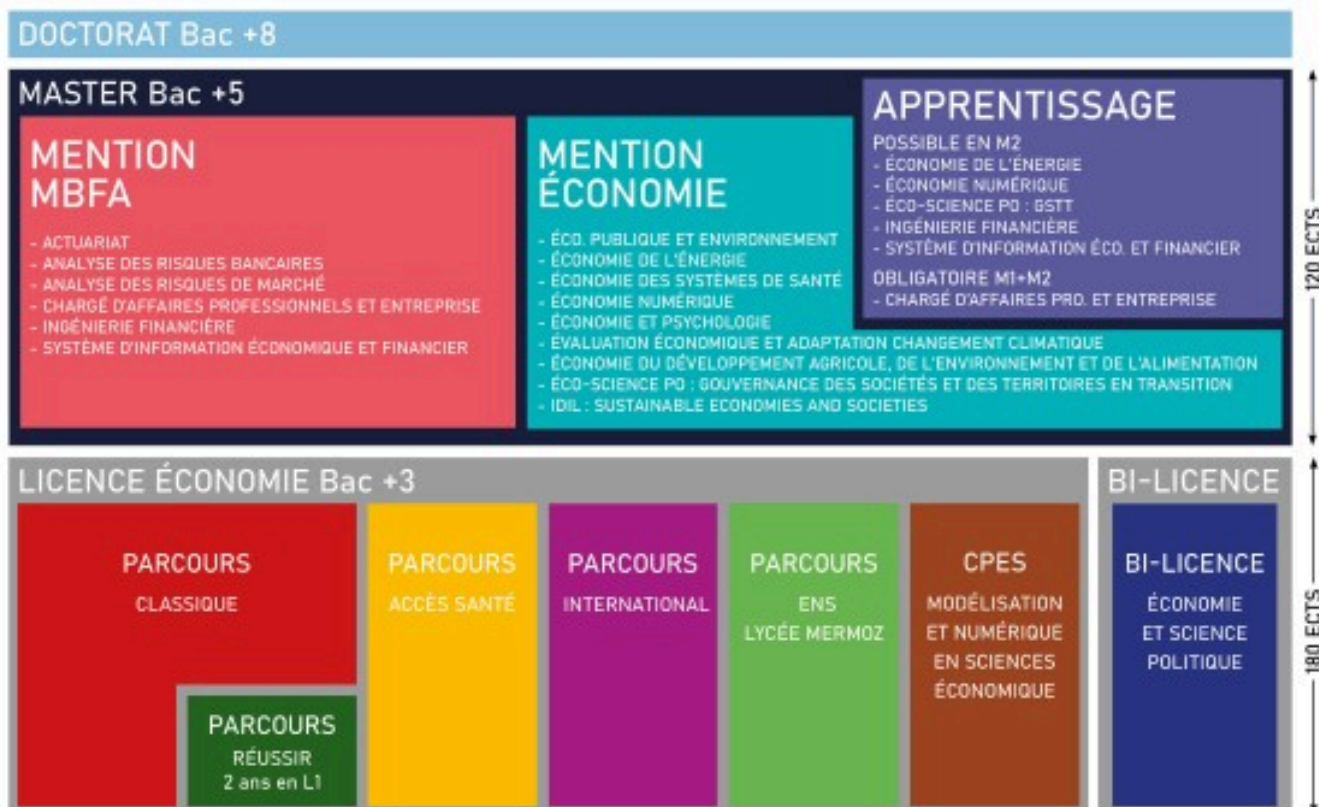 DOCTORAT Bac +8
MASTER Bac +5
MENTION
MBFA
- ACTUARIAT
- ANALYSE DES RISQUES BANCAIRES
- ANALYSE DES RISQUES DE MARCHÉ
- CHARGÉ D'AFFAIRES PROFESSIONNELS ET ENTREPRISE
- INGÉNIERIE FINANCIÈRE
- SYSTÈME D'INFORMATION ÉCONOMIQUE ET FINANCIER
MENTION
ÉCONOMIE
- ÉCO. PUBLIQUE ET ENVIRONNEMENT
- ÉCONOMIE DE L'ÉNERGIE
- ÉCONOMIE DES SYSTÈMES DE SANTÉ
- ÉCONOMIE NUMÉRIQUE
- ÉCONOMIE ET PSYCHOLOGIE
- ÉVALUATION ÉCONOMIQUE ET ADAPTATION CHANGEMENT CLIMATIQUE
- ÉCONOMIE DU DÉVELOPPEMENT AGRICOLE, DE L'ENVIRONNEMENT ET DE L'ALIMENTATION
- ÉCO-SCIENCE PO : GOUVERNANCE DES SOCIÉTÉS ET DES TERRITOIRES EN TRANSITION
- IDIL : SUSTAINABLE ECONOMIES AND SOCIETIES
APPRENTISSAGE
POSSIBLE EN M2
- ÉCONOMIE DE L'ÉNERGIE
- ÉCONOMIE NUMÉRIQUE
- ÉCO-SCIENCE PO : GSTT
- INGÉNIERIE FINANCIÈRE
- SYSTÈME D'INFORMATION ÉCO. ET FINANCIER
OBLIGATOIRE M1+M2
- CHARGÉ D'AFFAIRES PRO. ET ENTREPRISE
120 ECTS
LICENCE ÉCONOMIE Bac +3
PARCOURS
CLASSIQUE
PARCOURS
RÉUSSIR
2 ans en L1
PARCOURS
ACCÈS SANTÉ
PARCOURS
INTERNATIONAL
PARCOURS
ENS
LYCÉE MERMOZ
CPES
MODÉLISATION
ET NUMÉRIQUE
EN SCIENCES
ÉCONOMIQUE
BI-LICENCE
BI-LICENCE
ÉCONOMIE
ET SCIENCE
POLITIQUE
180 ECTS